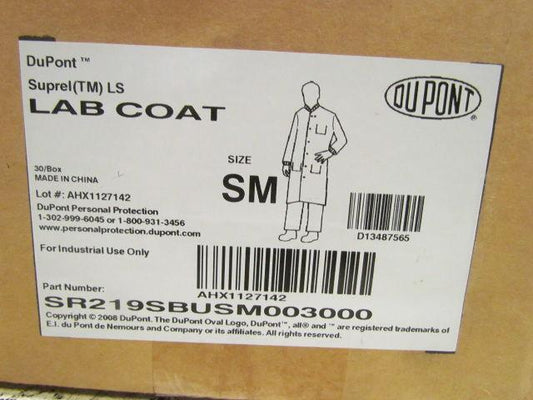 DuPont ™
Suprel(TM) LS
LAB COAT
DUPONT
®
SIZE
SM
30/Box
MADE IN CHINA
Lot #: AHX1127142
DuPont Personal Protection
1-302-999-6045 or 1-800-931-3456
www.personalprotection.dupont.com
D13487565
For Industrial Use Only
AHX1127142
Part Number:
SR219SBUSM003000
Copyright © 2008 DuPont. The DuPont Oval Logo, DuPont™, all® and ™ are registered trademarks of
E.I. du Pont de Nemours and Company or its affiliates. All rights reserved.